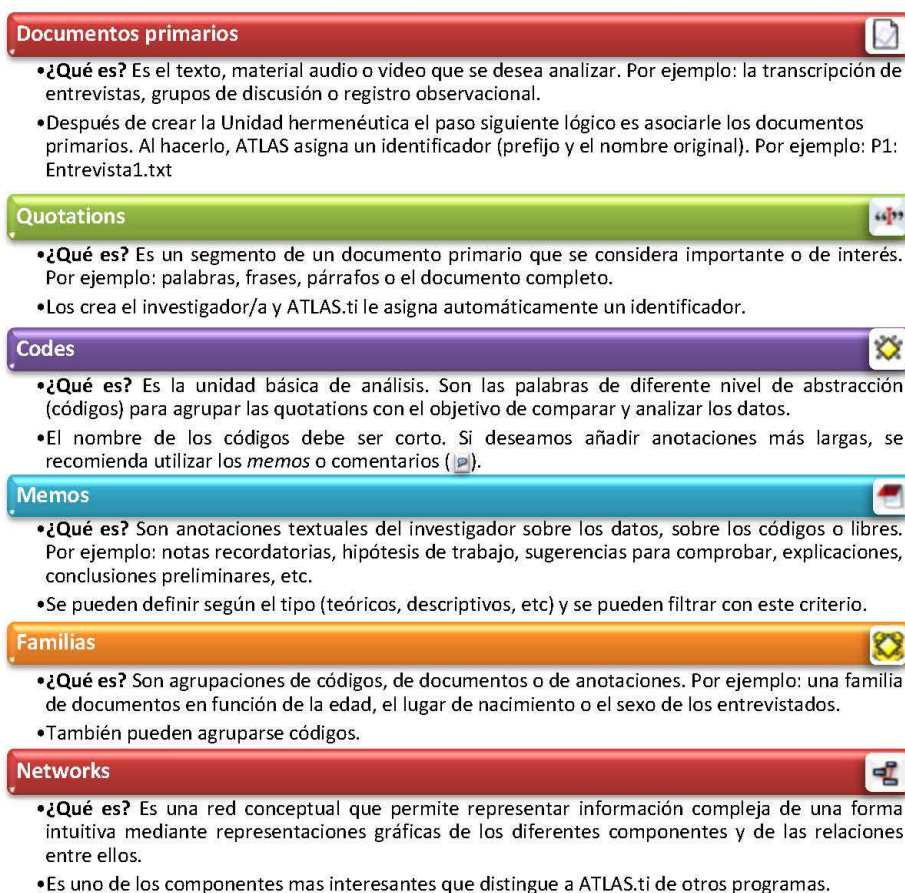 Documentos primarios
•¿Qué es? Es el texto, material audio o video que se desea analizar. Por ejemplo: la transcripción de
entrevistas, grupos de discusión o registro observacional.
•Después de crear la Unidad hermenéutica el paso siguiente lógico es asociarle los documentos
primarios. Al hacerlo, ATLAS asigna un identificador (prefijo y el nombre original). Por ejemplo: P1:
Entrevista1.txt
Quotations
•¿Qué es? Es un segmento de un documento primario que se considera importante o de interés.
Por ejemplo: palabras, frases, párrafos o el documento completo.
•Los crea el investigador/a y ATLAS.ti le asigna automáticamente un identificador.
Codes
•¿Qué es? Es la unidad básica de análisis. Son las palabras de diferente nivel de abstracción
(códigos) para agrupar las quotations con el objetivo de comparar y analizar los datos.
•El nombre de los códigos debe ser corto. Si deseamos añadir anotaciones más largas, se
recomienda utilizar los memos o comentarios ( ).
Memos
•¿Qué es? Son anotaciones textuales del investigador sobre los datos, sobre los códigos o libres.
Por ejemplo: notas recordatorias, hipótesis de trabajo, sugerencias para comprobar, explicaciones,
conclusiones preliminares, etc.
•Se pueden definir según el tipo (teóricos, descriptivos, etc) y se pueden filtrar con este criterio.
Familias
•¿Qué es? Son agrupaciones de códigos, de documentos o de anotaciones. Por ejemplo: una familia
de documentos en función de la edad, el lugar de nacimiento o el sexo de los entrevistados.
•También pueden agruparse códigos.
Networks
•¿Qué es? Es una red conceptual que permite representar información compleja de una forma
intuitiva mediante representaciones gráficas de los diferentes componentes y de las relaciones
entre ellos.
•Es uno de los componentes mas interesantes que distingue a ATLAS.ti de otros programas.